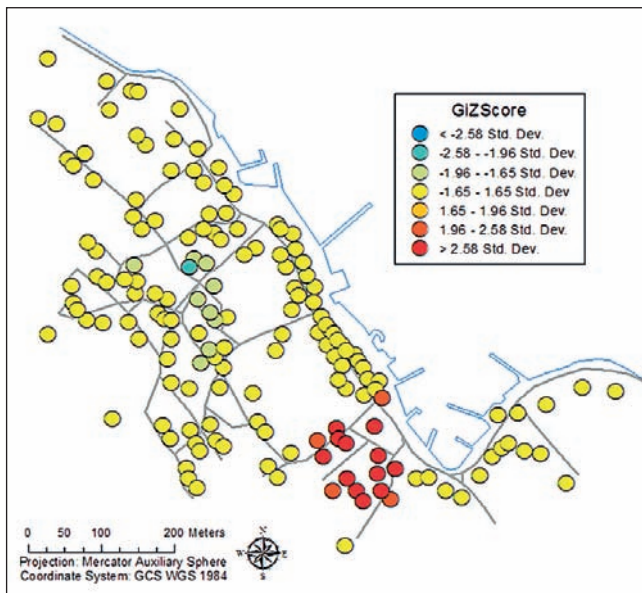 GiZScore
< -2.58 Std. Dev.
-2.58 - -1.96 Std. Dev.
-1.96 - -1.65 Std. Dev.
-1.65 - 1.65 Std. Dev.
1.65 - 1.96 Std. Dev.
1.96 - 2.58 Std. Dev.
> 2.58 Std. Dev.
0 50 100 200 Meters
Projection: Mercator Auxiliary Sphere
Coordinate System: GCS WGS 1984
N
W E
S